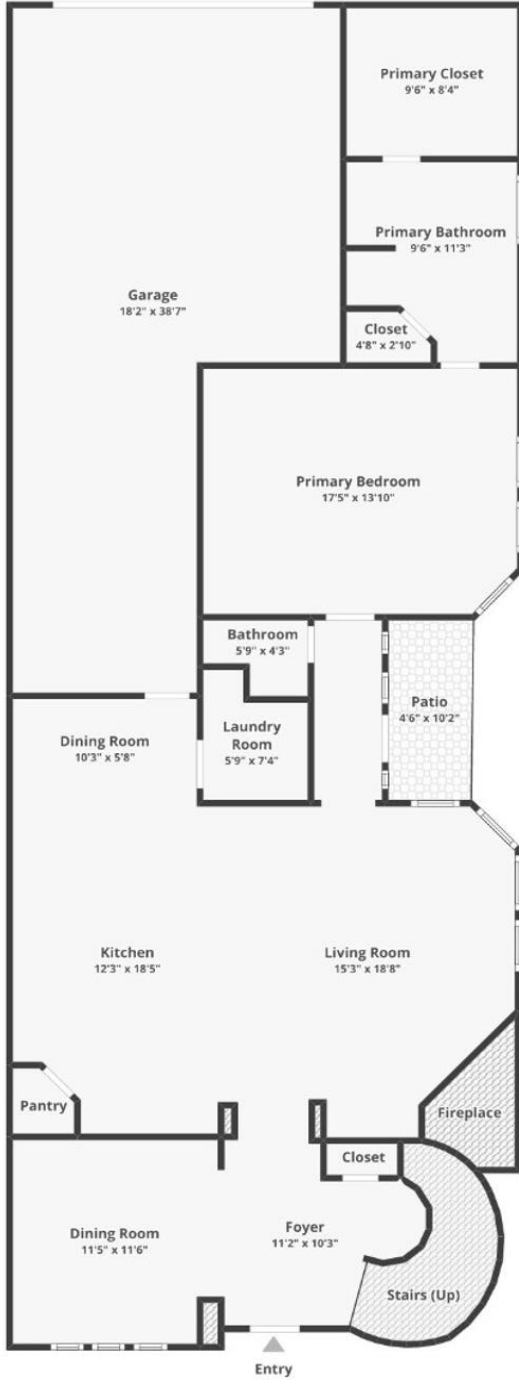 Primary Closet
9'6" x 8'4"
Primary Bathroom
9'6" x 11'3"
Garage
18'2" x 38'7"
Closet
4'8" x 2'10"
Primary Bedroom
17'5" x 13'10"
Bathroom
5'9" x 4'3"
Patio
4'6" x 10'2"
Laundry
Room
5'9" x 7'4"
Dining Room
10'3" x 5'8"
Kitchen
12'3" x 18'5"
Living Room
15'3" x 18'8"
Pantry
Fireplace
Closet
Dining Room
11'5" x 11'6"
Foyer
11'2" x 10'3"
Stairs (Up)
Entry